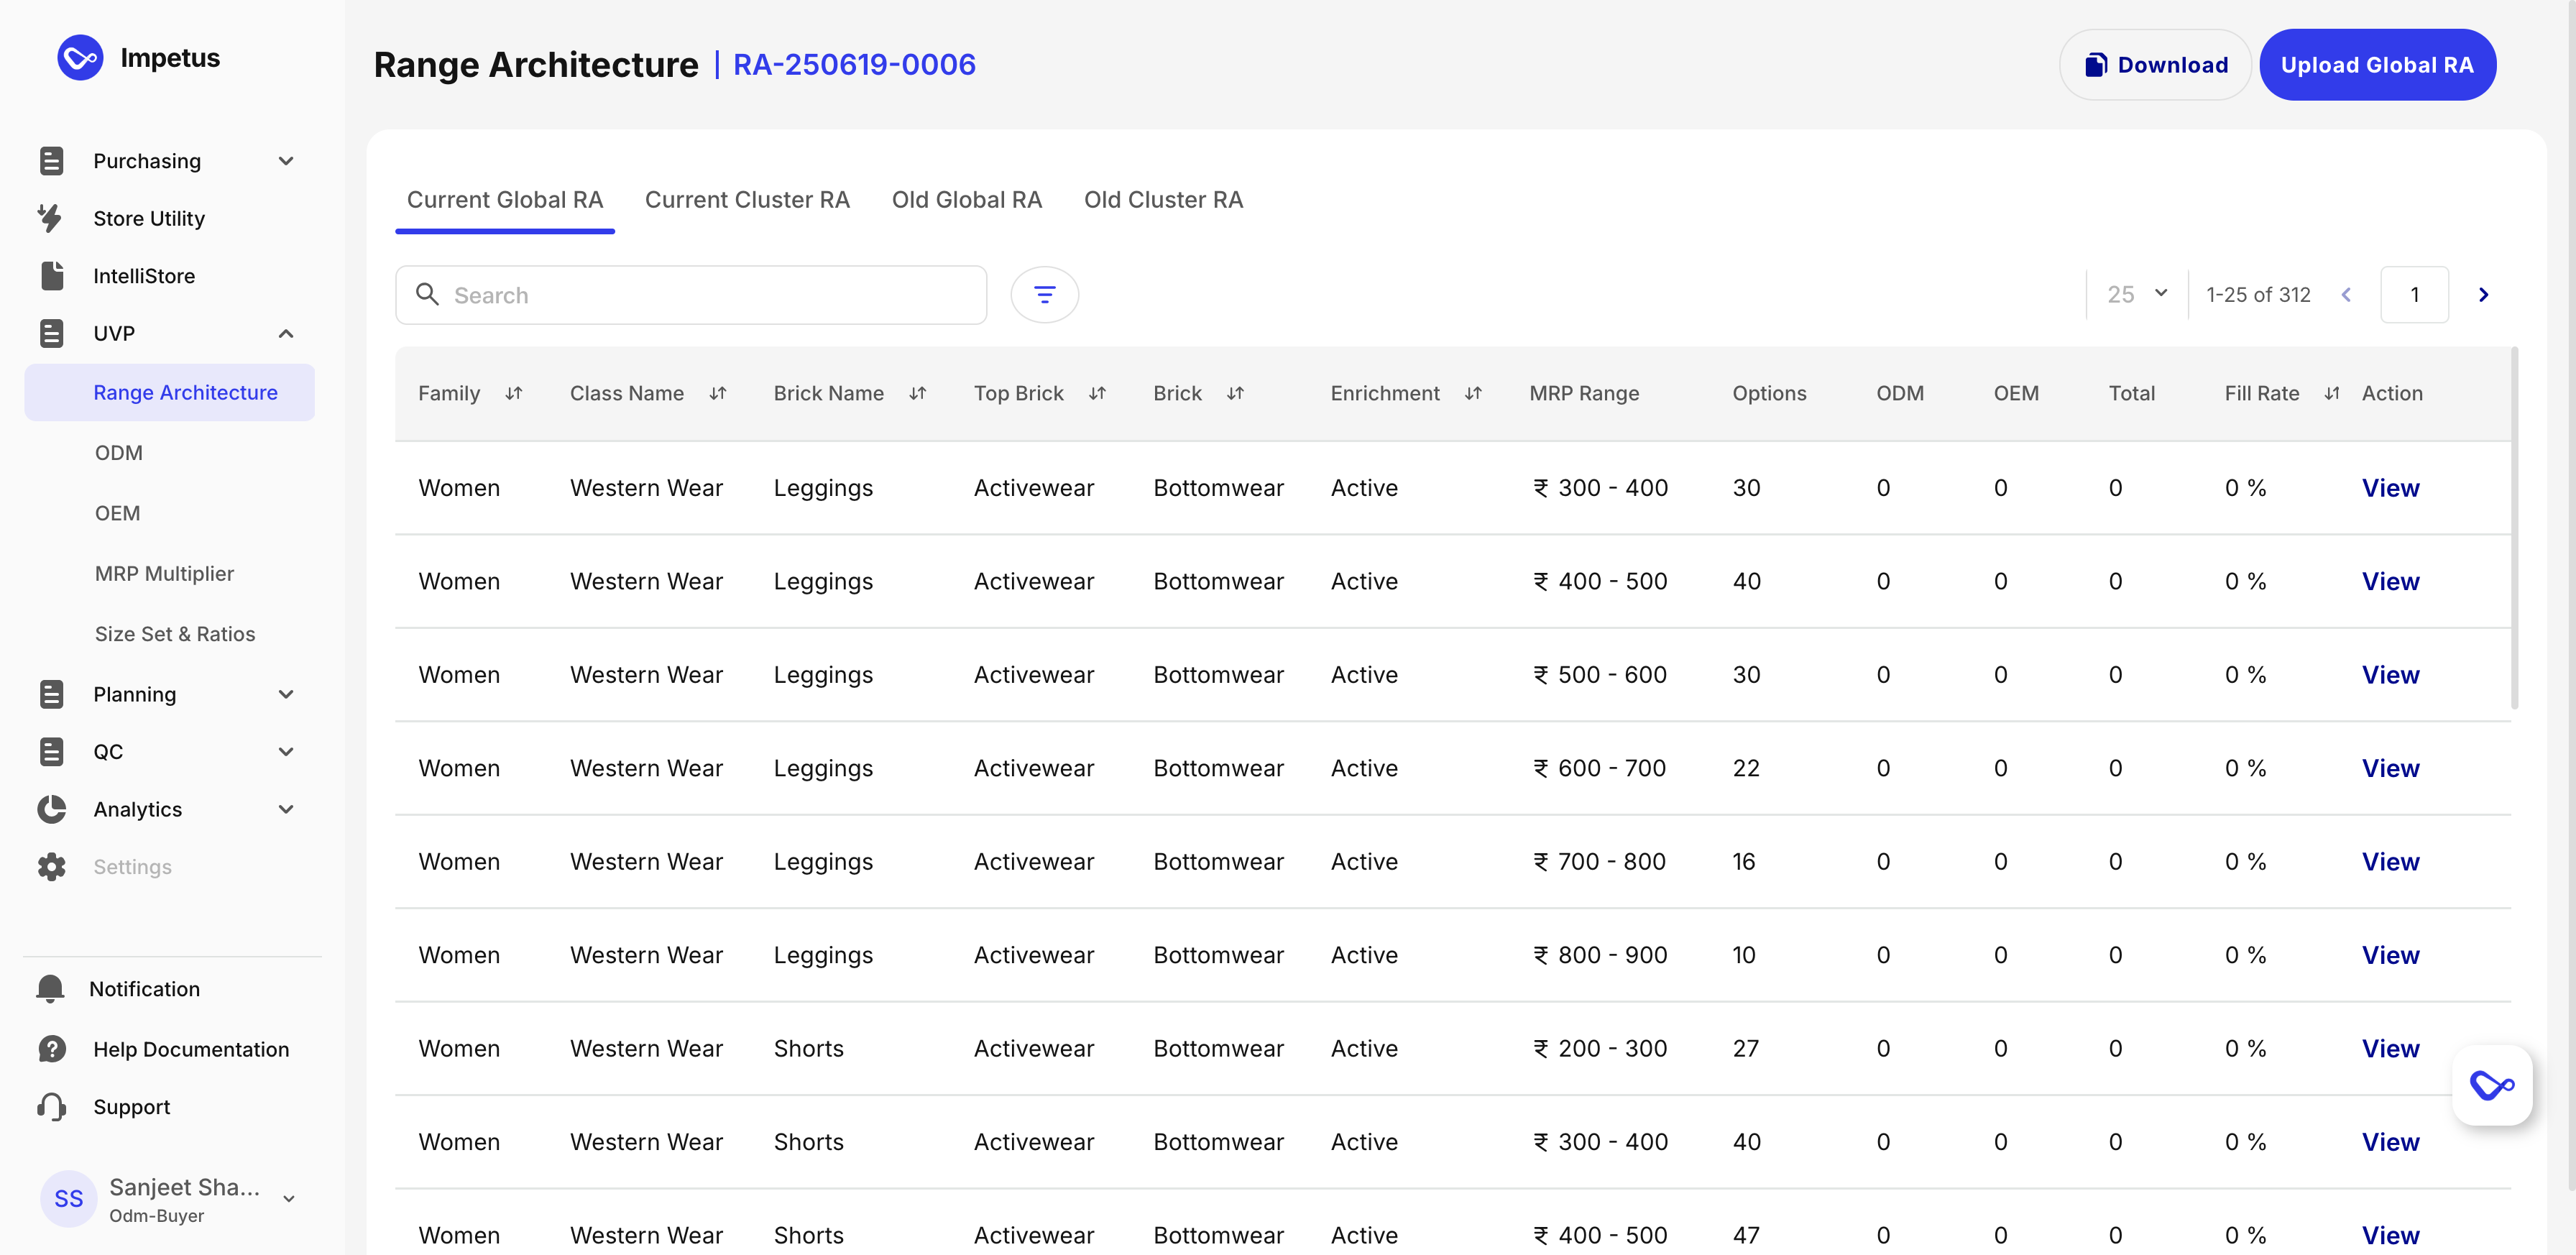 Impetus
Purchasing
Store Utility
IntelliStore
UVP
Range Architecture
ODM
OEM
MRP Multiplier
Size Set & Ratios
Planning
QC
Analytics
Settings
Notification
Help Documentation
Support
SS
Sanjeet Sha...
Odm-Buyer
Range Architecture | RA-250619-0006
Download
Upload Global RA
Current Global RA Current Cluster RA Old Global RA Old Cluster RA
Search
25 1-25 of 312 1
Family Class Name Brick Name Top Brick Brick Enrichment MRP Range Options ODM OEM Total Fill Rate Action
Women Western Wear Leggings Activewear Bottomwear Active ₹ 300 - 400 30 0 0 0 0 % View
Women Western Wear Leggings Activewear Bottomwear Active ₹ 400 - 500 40 0 0 0 0 % View
Women Western Wear Leggings Activewear Bottomwear Active ₹ 500 - 600 30 0 0 0 0 % View
Women Western Wear Leggings Activewear Bottomwear Active ₹ 600 - 700 22 0 0 0 0 % View
Women Western Wear Leggings Activewear Bottomwear Active ₹ 700 - 800 16 0 0 0 0 % View
Women Western Wear Leggings Activewear Bottomwear Active ₹ 800 - 900 10 0 0 0 0 % View
Women Western Wear Shorts Activewear Bottomwear Active ₹ 200 - 300 27 0 0 0 0 % View
Women Western Wear Shorts Activewear Bottomwear Active ₹ 300 - 400 40 0 0 0 0 % View
Women Western Wear Shorts Activewear Bottomwear Active ₹ 400 - 500 47 0 0 0 0 % View